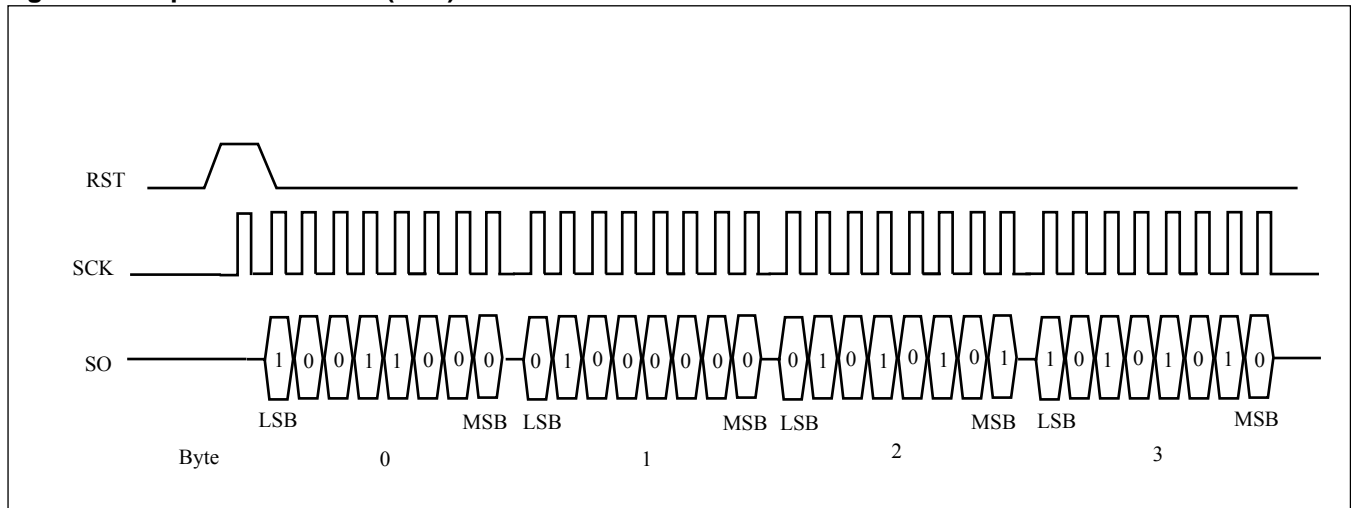 RST
SCK
SO
1 0 0 1 1 0 0 0 0 1 0 0 0 0 0 0 0 1 0 1 0 1 0 1 1 0 1 0 1 0 1 0
LSB MSB LSB MSB LSB MSB LSB MSB
Byte 0 1 2 3